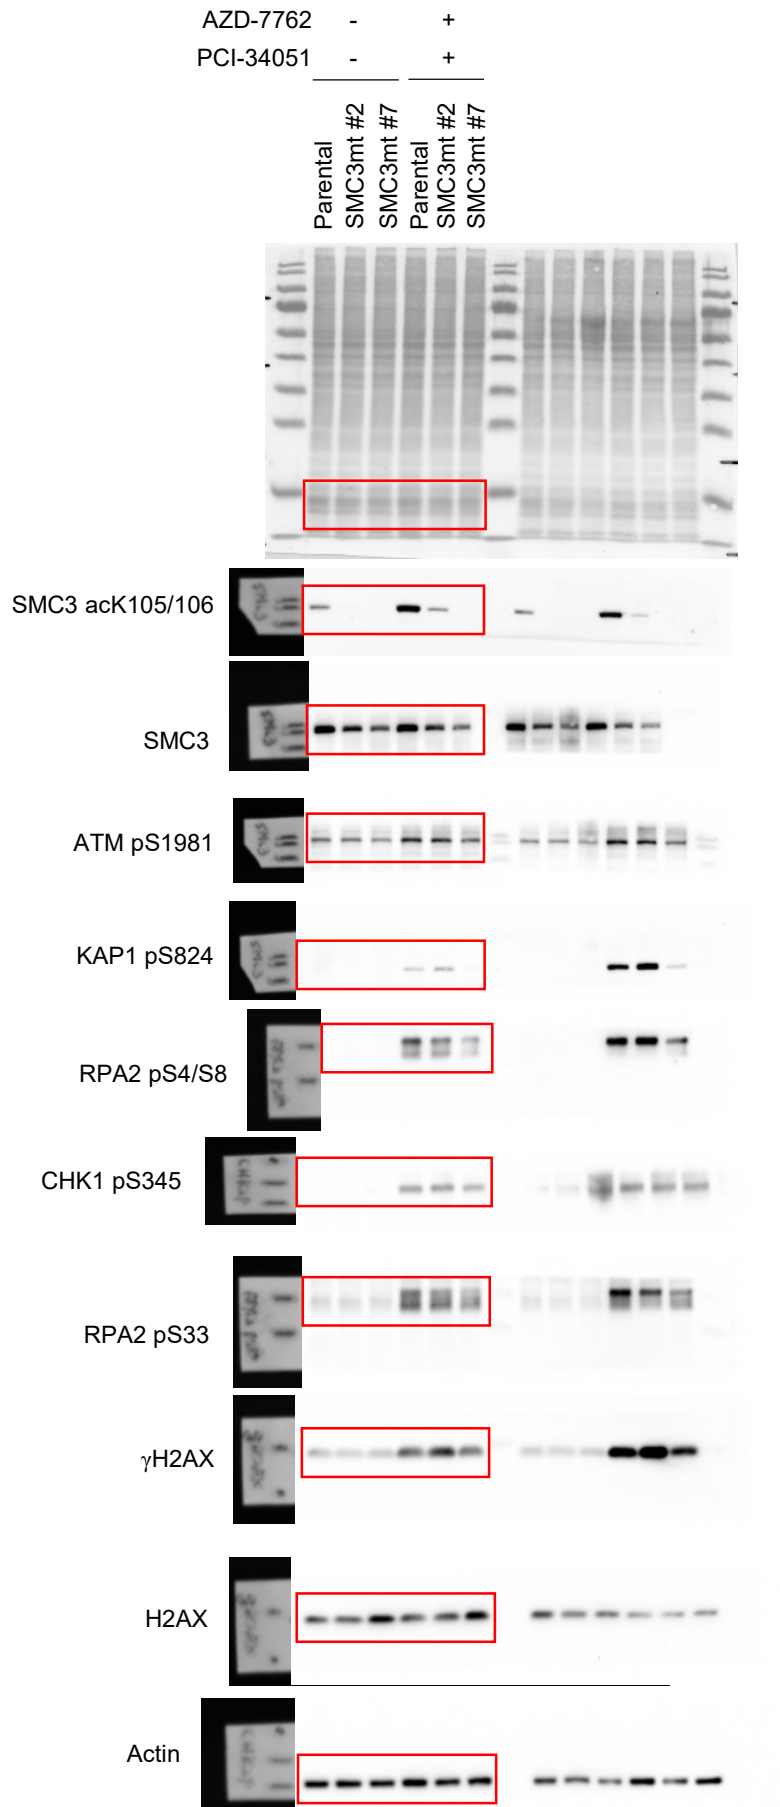 AZD-7762 - +
PCI-34051 - +
Parental
SMC3mt #2
SMC3mt #7
Parental
SMC3mt #2
SMC3mt #7
SMC3 acK105/106
SMC3
ATM pS1981
KAP1 pS824
RPA2 pS4/S8
CHK1 pS345
RPA2 pS33
γH2AX
H2AX
Actin